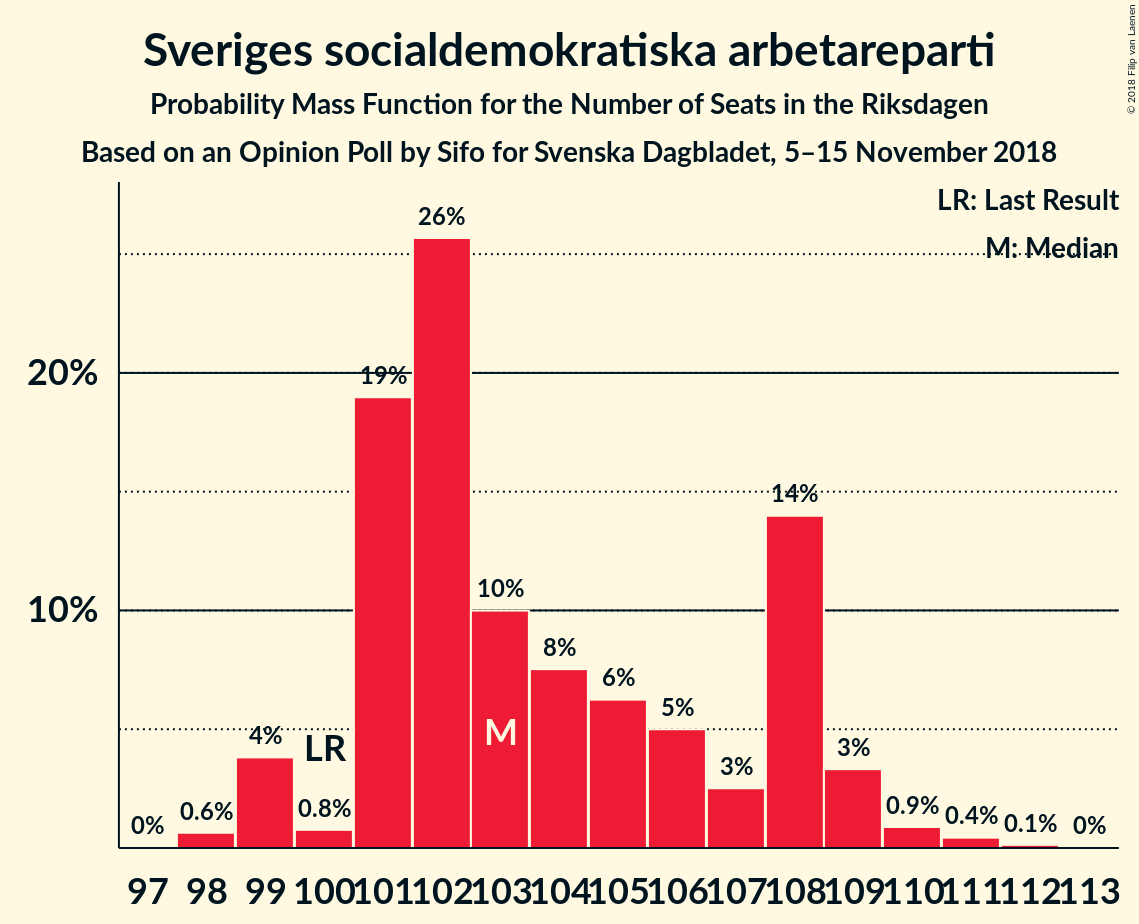 Sveriges socialdemokratiska arbetareparti
Probability Mass Function for the Number of Seats in the Riksdagen
Based on an Opinion Poll by Sifo for Svenska Dagbladet, 5–15 November 2018
© 2018 Filip van Laenen
LR: Last Result
M: Median
20%
10%
0%
0.6%
4%
LR
0.8%
19%
26%
10%
M
8%
6%
5%
3%
14%
3%
0.9%
0.4%
0.1%
0%
97 98 99 100 101 102 103 104 105 106 107 108 109 110 111 112 113